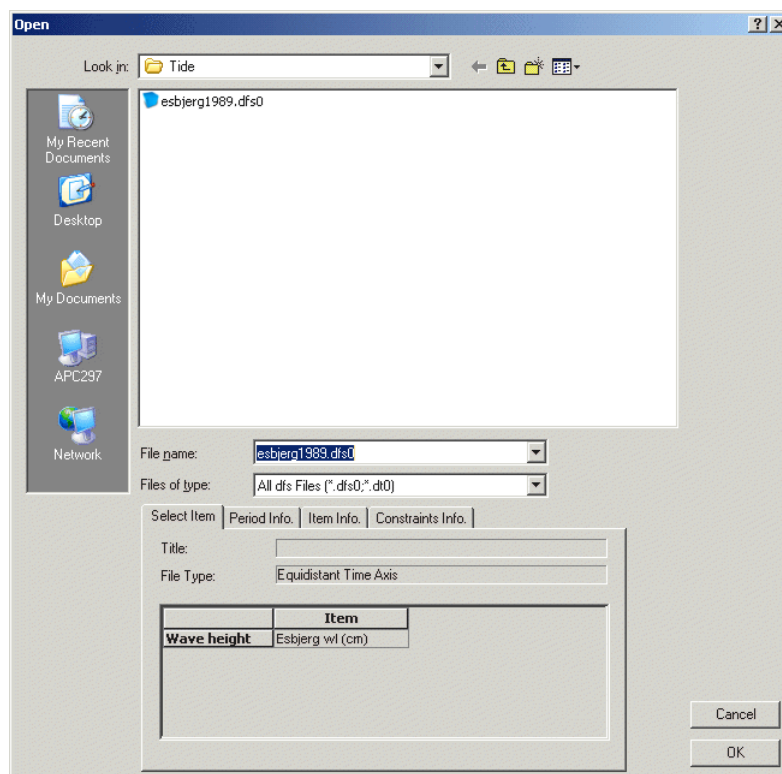 Open
Look in:
Tide
esbjerg1989.dfs0
My Recent
Documents
Desktop
My Documents
APC297
Network
File name:
esbjerg1989.dfs0
Files of type:
All dfs Files (*.dfs0;*.dt0)
Select Item
Period Info.
Item Info.
Constraints Info.
Title:
File Type:
Equidistant Time Axis
Item
Wave height
Esbjerg wl (cm)
Cancel
OK